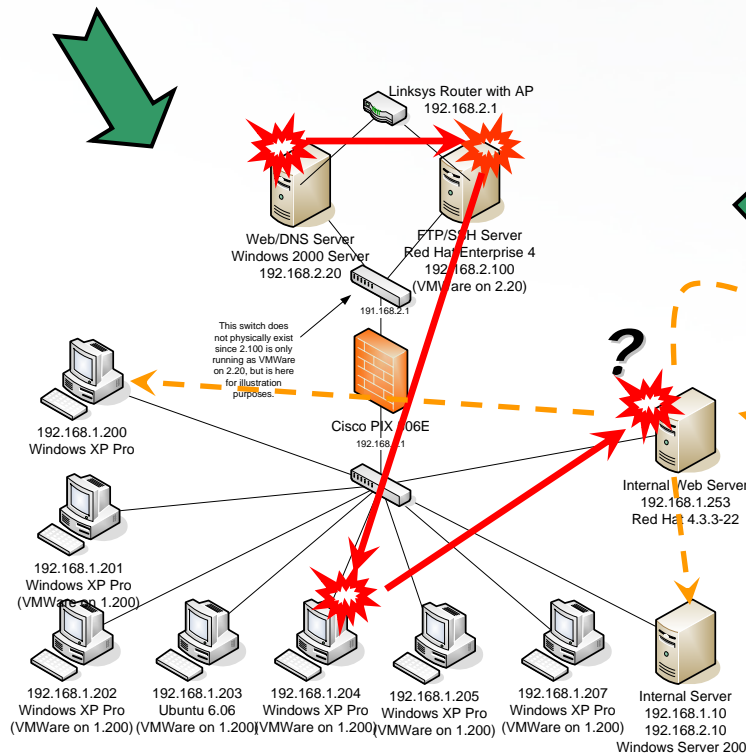 Linksys Router with AP
192.168.2.1
Web/DNS Server
Windows 2000 Server
192.168.2.20
FTP/SSH Server
Red Hat Enterprise 4
192.168.2.100
(VMWare on 2.20)
191.168.2.1
This switch does
not physically exist
since 2.100 is only
running as VMWare
on 2.20, but is here
for illustration
purposes.
?
Cisco PIX 506E
192.168.1.1
192.168.1.200
Windows XP Pro
Internal Web Server
192.168.1.253
Red Hat 4.3.3-22
192.168.1.201
Windows XP Pro
(VMWare on 1.200)
192.168.1.202
Windows XP Pro
(VMWare on 1.200)
192.168.1.203
Ubuntu 6.06
(VMWare on 1.200)
192.168.1.204
Windows XP Pro
(VMWare on 1.200)
192.168.1.205
Windows XP Pro
(VMWare on 1.200)
192.168.1.207
Windows XP Pro
(VMWare on 1.200)
Internal Server
192.168.1.10
192.168.2.10
Windows Server 200